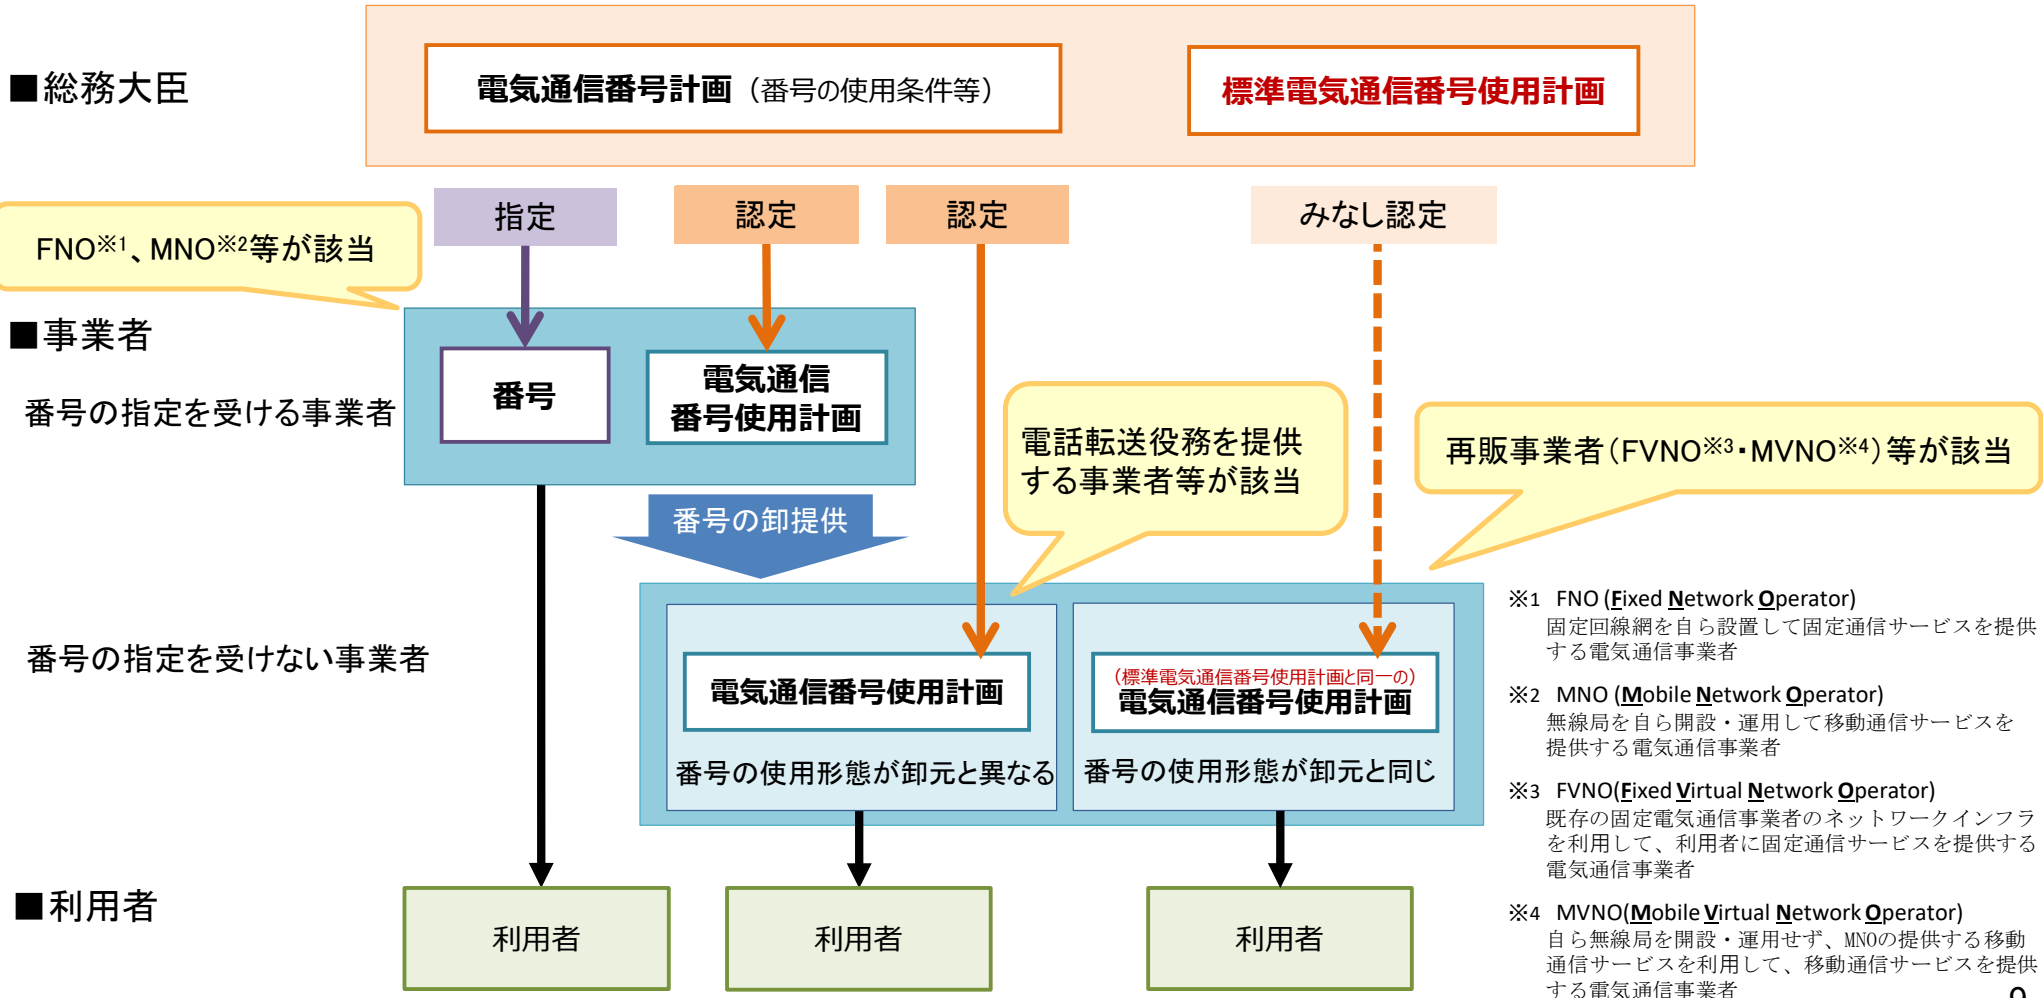 ■総務大臣
電気通信番号計画（番号の使用条件等）
標準電気通信番号使用計画
指定
認定
認定
みなし認定
FNO※1、MNO※2等が該当
■事業者
番号の指定を受ける事業者
番号
電気通信
番号使用計画
電話転送役務を提供
する事業者等が該当
再販事業者（FVNO※3・MVNO※4）等が該当
番号の卸提供
番号の指定を受けない事業者
電気通信番号使用計画
番号の使用形態が卸元と異なる
（標準電気通信番号使用計画と同一の）
電気通信番号使用計画
番号の使用形態が卸元と同じ
※1 FNO (Fixed Network Operator)
固定回線網を自ら設置して固定通信サービスを提供
する電気通信事業者
※2 MNO (Mobile Network Operator)
無線局を自ら開設・運用して移動通信サービスを
提供する電気通信事業者
※3 FVNO(Fixed Virtual Network Operator)
既存の固定電気通信事業者のネットワークインフラ
を利用して、利用者に固定通信サービスを提供する
電気通信事業者
※4 MVNO(Mobile Virtual Network Operator)
自ら無線局を開設・運用せず、MNOの提供する移動
通信サービスを利用して、移動通信サービスを提供
する電気通信事業者
■利用者
利用者
利用者
利用者